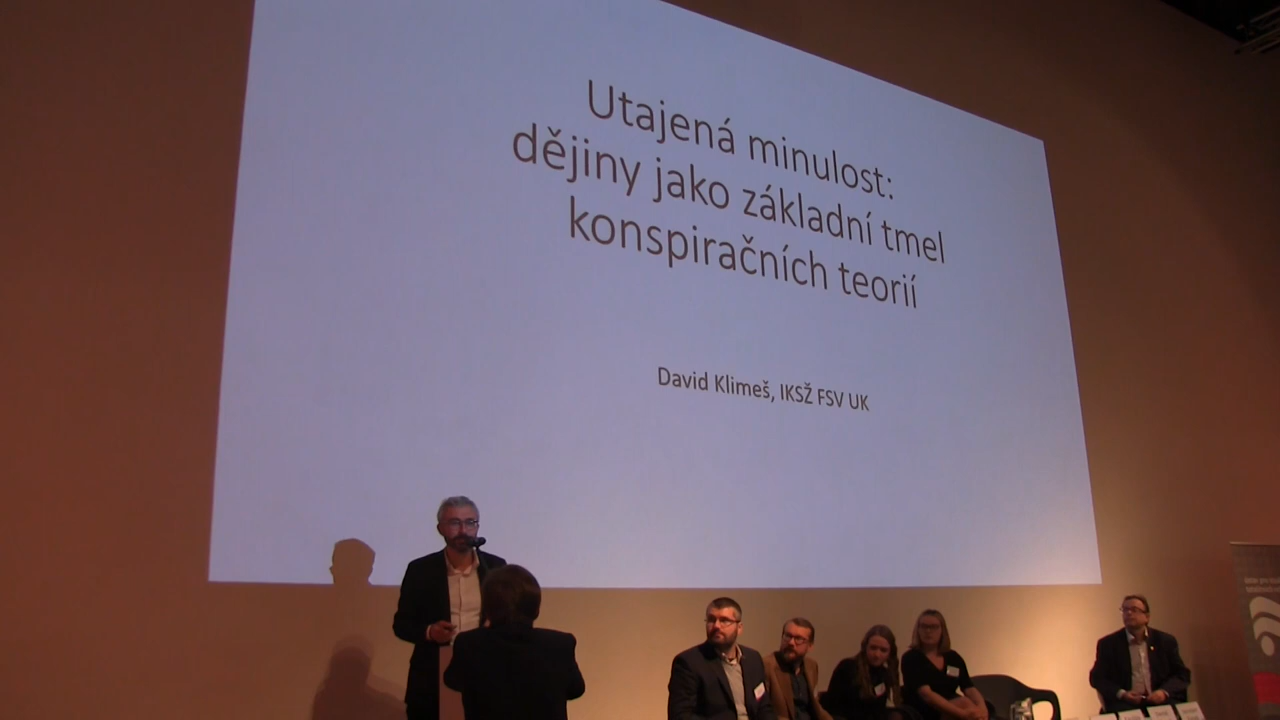 Utajená minulost:
dějiny jako základní tmel
konspiračních teorií
David Klimeš, IKSŽ FSV UK